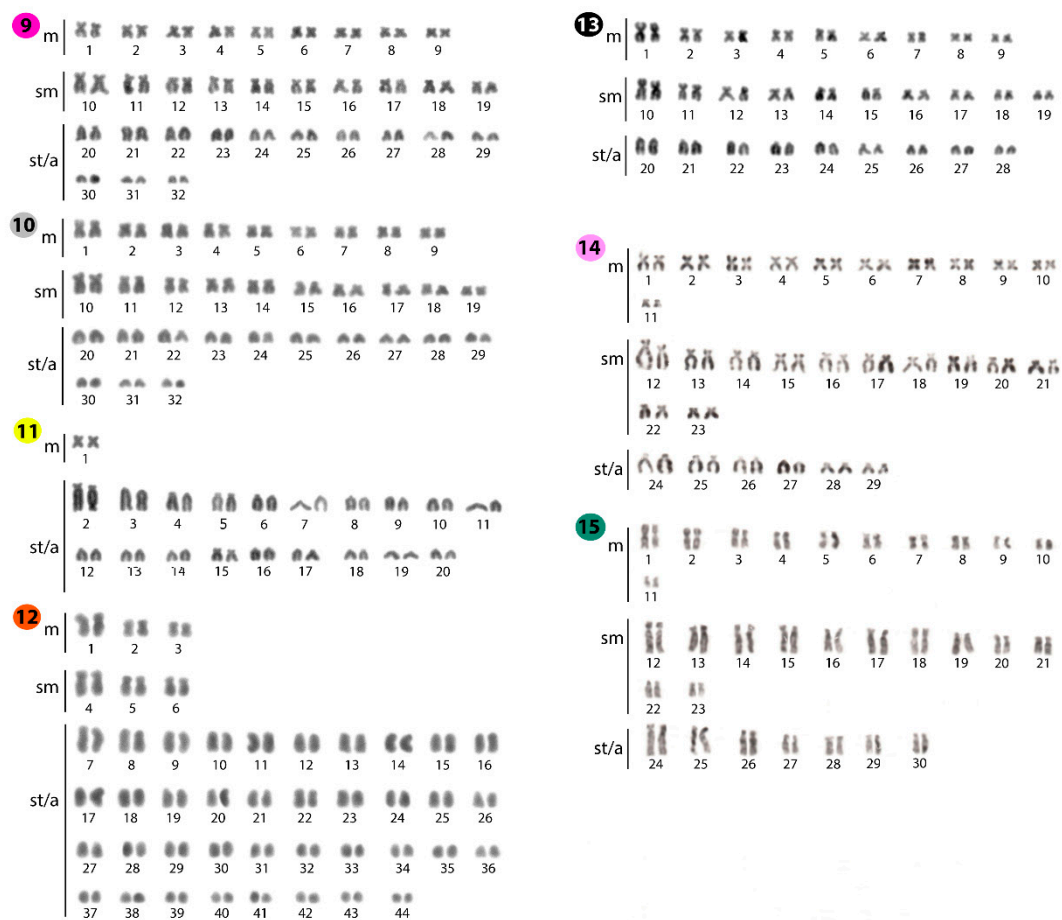 9
m
1 2 3 4 5 6 7 8 9
sm
10 11 12 13 14 15 16 17 18 19
st/a
20 21 22 23 24 25 26 27 28 29
30 31 32
10
m
1 2 3 4 5 6 7 8 9
sm
10 11 12 13 14 15 16 17 18 19
st/a
20 21 22 23 24 25 26 27 28 29
30 31 32
11
m
1
st/a
2 3 4 5 6 7 8 9 10 11
12 13 14 15 16 17 18 19 20
12
m
1 2 3
sm
4 5 6
st/a
7 8 9 10 11 12 13 14 15 16
17 18 19 20 21 22 23 24 25 26
27 28 29 30 31 32 33 34 35 36
37 38 39 40 41 42 43 44
13
m
1 2 3 4 5 6 7 8 9
sm
10 11 12 13 14 15 16 17 18 19
st/a
20 21 22 23 24 25 26 27 28
14
m
1 2 3 4 5 6 7 8 9 10
11
sm
12 13 14 15 16 17 18 19 20 21
22 23
st/a
24 25 26 27 28 29
15
m
1 2 3 4 5 6 7 8 9 10
11
sm
12 13 14 15 16 17 18 19 20 21
22 23
st/a
24 25 26 27 28 29 30